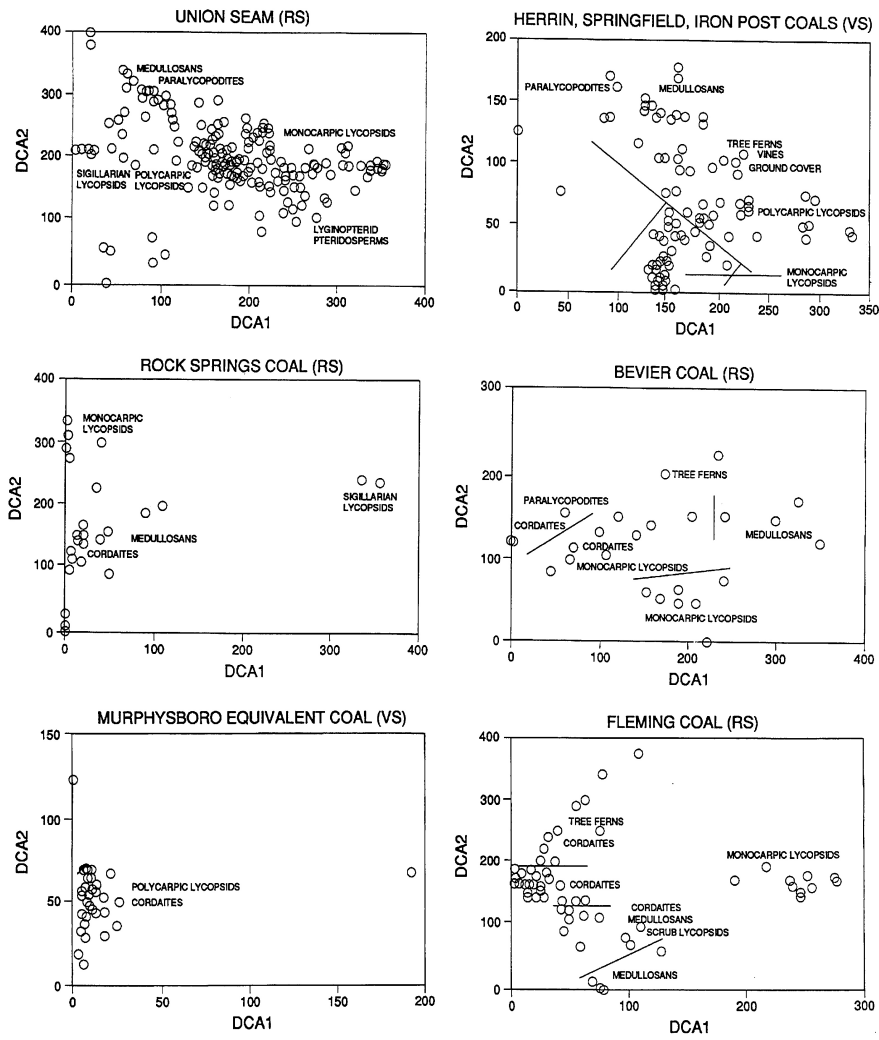 UNION SEAM (RS)
400
300
200
100
0
DCA2
MEDULLOSANS
PARALYCOPODITES
MONOCARPIC LYCOPSIDS
SIGILLARIAN
LYCOPSIDS
POLYCARPIC
LYCOPODS
LYGINOPTERID
PTERIDOSPERMS
0
100
200
300
400
DCA1
HERRIN, SPRINGFIELD, IRON POST COALS (VS)
200
150
100
50
0
DCA2
PARALYCOPODITES
MEDULLOSANS
TREE FERNS
VINES
GROUND COVER
POLYCARPIC LYCOPSIDS
MONOCARPIC
LYCOPSIDS
0
50
100
150
200
250
300
350
DCA1
ROCK SPRINGS COAL (RS)
400
300
200
100
0
DCA2
MONOCARPIC
LYCOPSIDS
SIGILLARIAN
LYCOPSIDS
MEDULLOSANS
CORDAITES
0
100
200
300
400
DCA1
BEVIER COAL (RS)
300
200
100
0
DCA2
TREE FERNS
PARALYCOPODITES
CORDAITES
MEDULLOSANS
CORDAITES
MONOCARPIC LYCOPSIDS
MONOCARPIC LYCOPSIDS
0
100
200
300
400
DCA1
MURPHYSBORO EQUIVALENT COAL (VS)
150
100
50
0
DCA2
POLYCARPIC LYCOPSIDS
CORDAITES
0
100
200
DCA1
FLEMING COAL (RS)
400
300
200
100
0
DCA2
TREE FERNS
CORDAITES
MONOCARPIC LYCOPSIDS
CORDAITES
CORDAITES
MEDULLOSANS
SCRUB LYCOPSIDS
MEDULLOSANS
0
100
200
300
DCA1